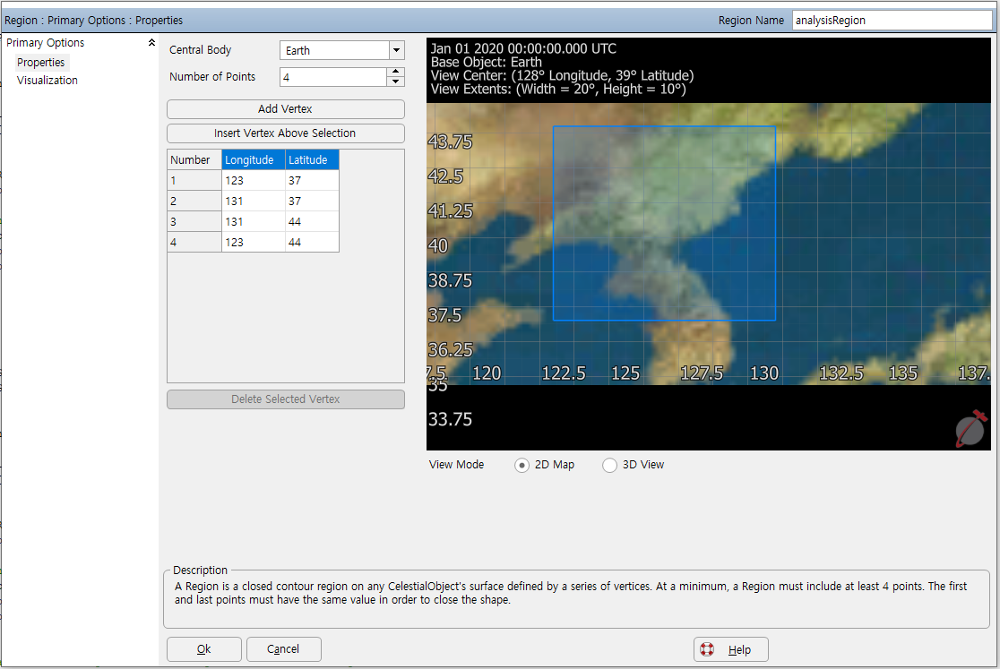 Region : Primary Options : Properties
Region Name analysisRegion
Primary Options
Properties
Visualization
Central Body Earth
Number of Points 4
Add Vertex
Insert Vertex Above Selection
Number Longitude Latitude
1 123 37
2 131 37
3 131 44
4 123 44
Delete Selected Vertex
Jan 01 2020 00:00:00.000 UTC
Base Object: Earth
View Center: (128° Longitude, 39° Latitude)
View Extents: (Width = 20°, Height = 10°)
43.75
42.5
41.25
40
38.75
37.5
36.25
7.5 120 122.5 125 127.5 130 132.5 135 137.
35
33.75
View Mode 2D Map 3D View
Description
A Region is a closed contour region on any CelestialObject's surface defined by a series of vertices. At a minimum, a Region must include at least 4 points. The first
and last points must have the same value in order to close the shape.
Ok Cancel Help